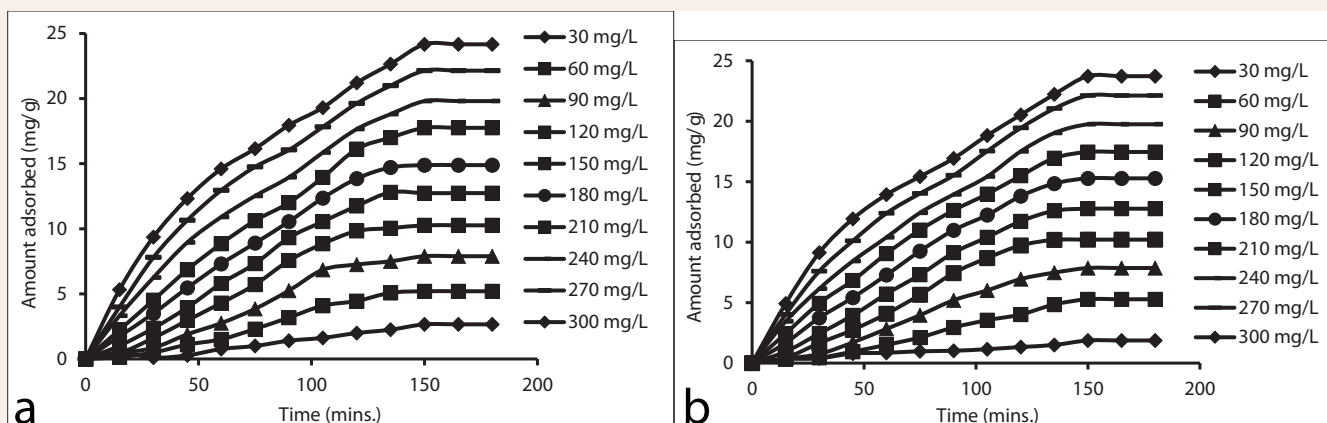 25
20
15
10
5
0
Amount adsorbed (mg/g)
0 50 100 150 200
Time (mins.)
30 mg/L
60 mg/L
90 mg/L
120 mg/L
150 mg/L
180 mg/L
210 mg/L
240 mg/L
270 mg/L
300 mg/L
a
25
20
15
10
5
0
Amount adsorbed (mg/g)
0 50 100 150 200
Time (mins.)
30 mg/L
60 mg/L
90 mg/L
120 mg/L
150 mg/L
180 mg/L
210 mg/L
240 mg/L
270 mg/L
300 mg/L
b